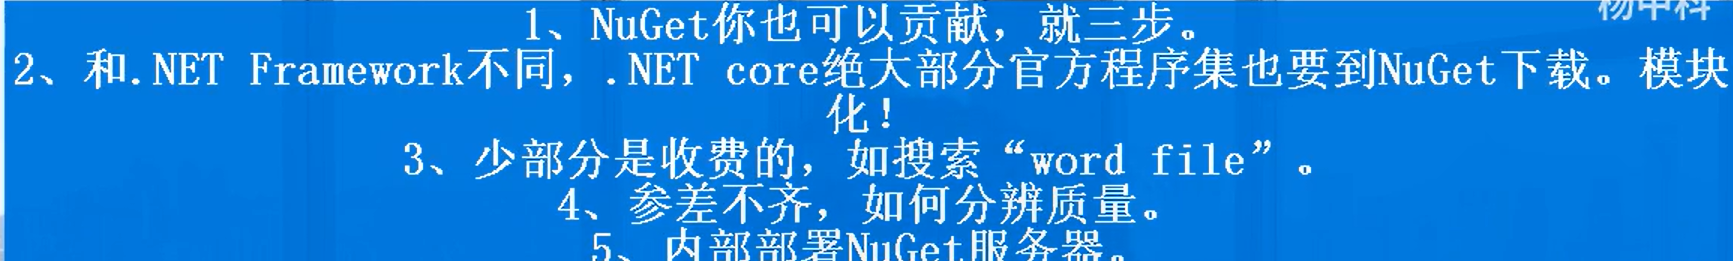 杨中科
1、NuGet你也可以贡献，就三步。
2、和.NET Framework不同，.NET core绝大部分官方程序集也要到NuGet下载。模块
化！
3、少部分是收费的，如搜索“word file”。
4、参差不齐，如何分辨质量。
5、内部部署NuGet服务器。